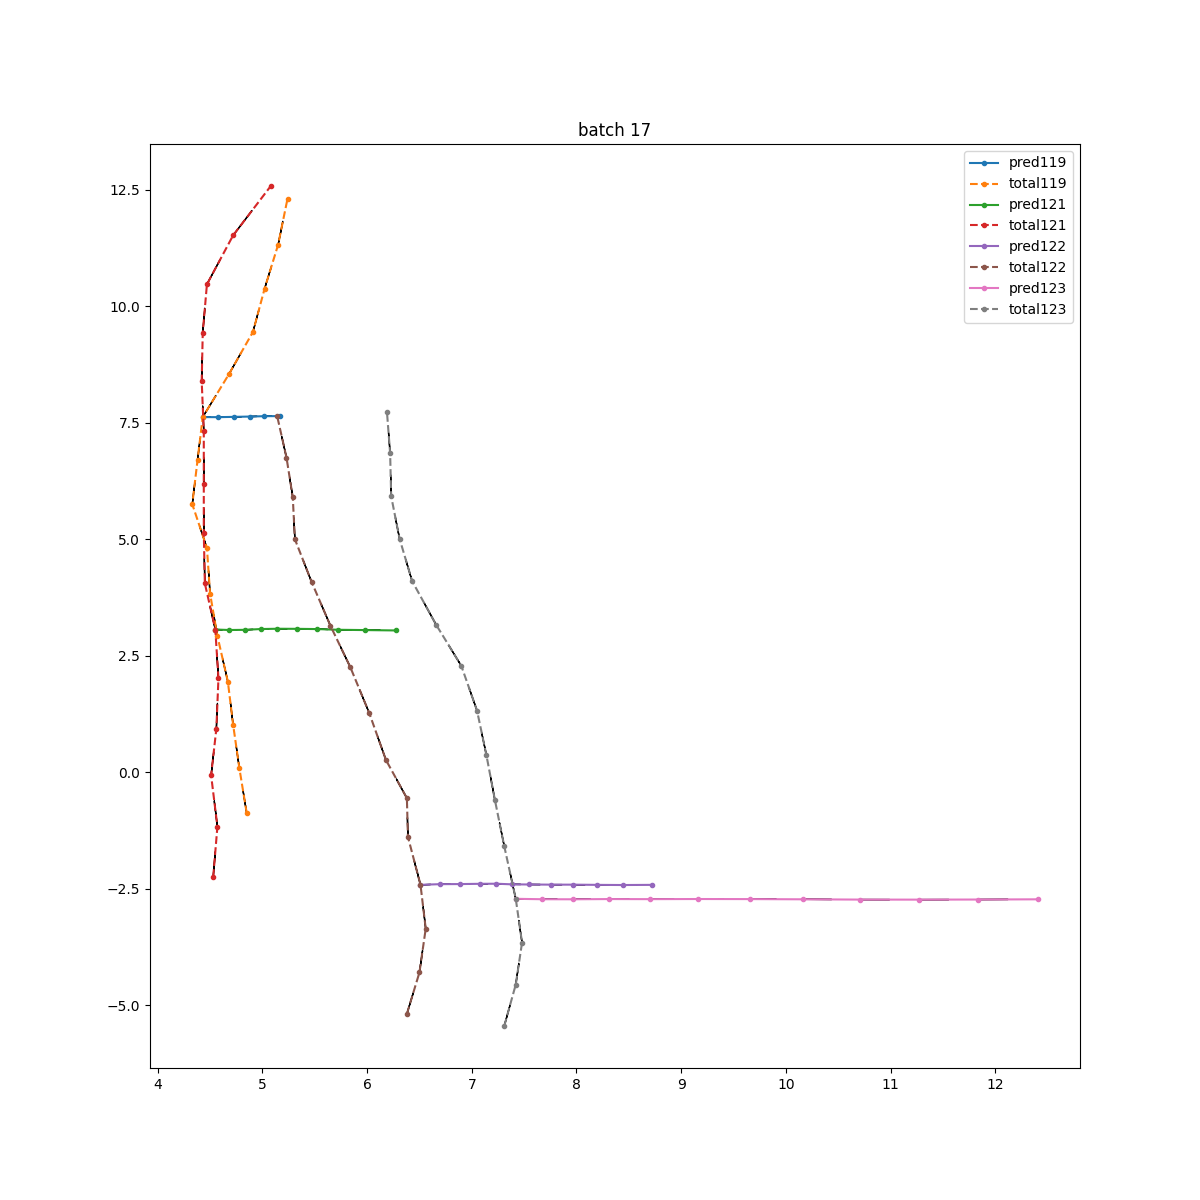 batch 17
pred119
total119
pred121
total121
pred122
total122
pred123
total123
12.5
10.0
7.5
5.0
2.5
0.0
−2.5
−5.0
4 5 6 7 8 9 10 11 12